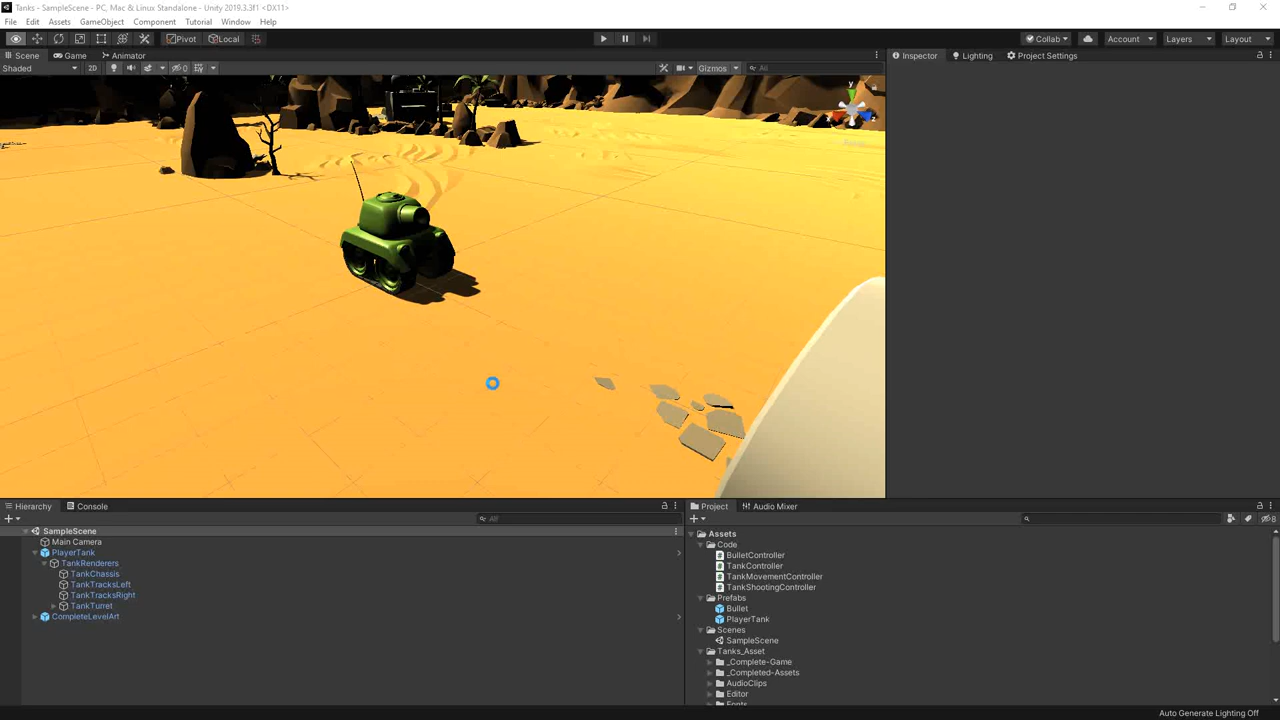 Tanks - SampleScene - PC, Mac & Linux Standalone - Unity 2019.3.3f1 <DX11>
File Edit Assets GameObject Component Tutorial Window Help
Pivot Local Collab Account Layers Layout
Scene Game Animator Inspector Lighting Project Settings
Shaded 2D 0 Gizmos All
y
Hierarchy Console Project Audio Mixer
All 8
SampleScene
Main Camera
PlayerTank
TankRenderers
TankChassis
TankTracksLeft
TankTracksRight
TankTurret
CompleteLevelArt
Assets
Code
BulletController
TankController
TankMovementController
TankShootingController
Prefabs
Bullet
PlayerTank
Scenes
SampleScene
Tanks_Asset
_Complete-Game
_Completed-Assets
AudioClips
Editor
Fonts
Auto Generate Lighting Off